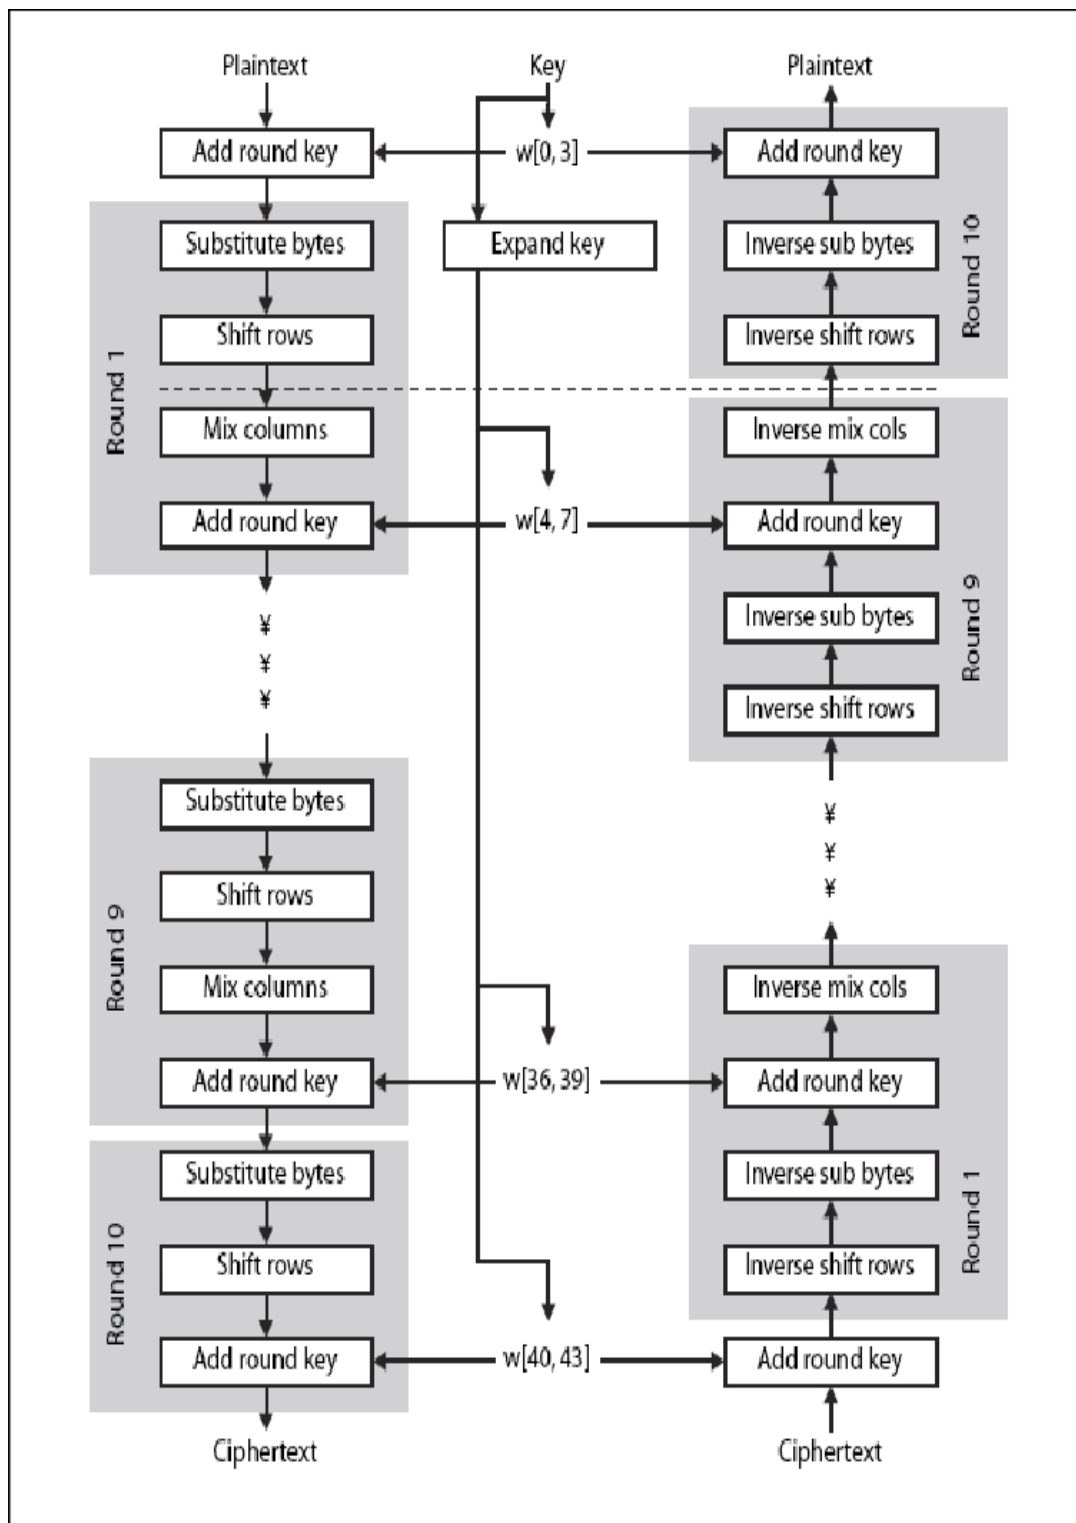 Plaintext
Key
Plaintext
Add round key
w[0, 3]
Add round key
Substitute bytes
Expand key
Inverse sub bytes
Round 10
Shift rows
Inverse shift rows
Round 1
Mix columns
Inverse mix cols
Add round key
w[4, 7]
Add round key
¥
Inverse sub bytes
Round 9
¥
¥
Inverse shift rows
Substitute bytes
¥
¥
Shift rows
¥
Round 9
Mix columns
Inverse mix cols
Add round key
w[36, 39]
Add round key
Substitute bytes
Inverse sub bytes
Round 1
Round 10
Shift rows
Inverse shift rows
Add round key
w[40, 43]
Add round key
Ciphertext
Ciphertext